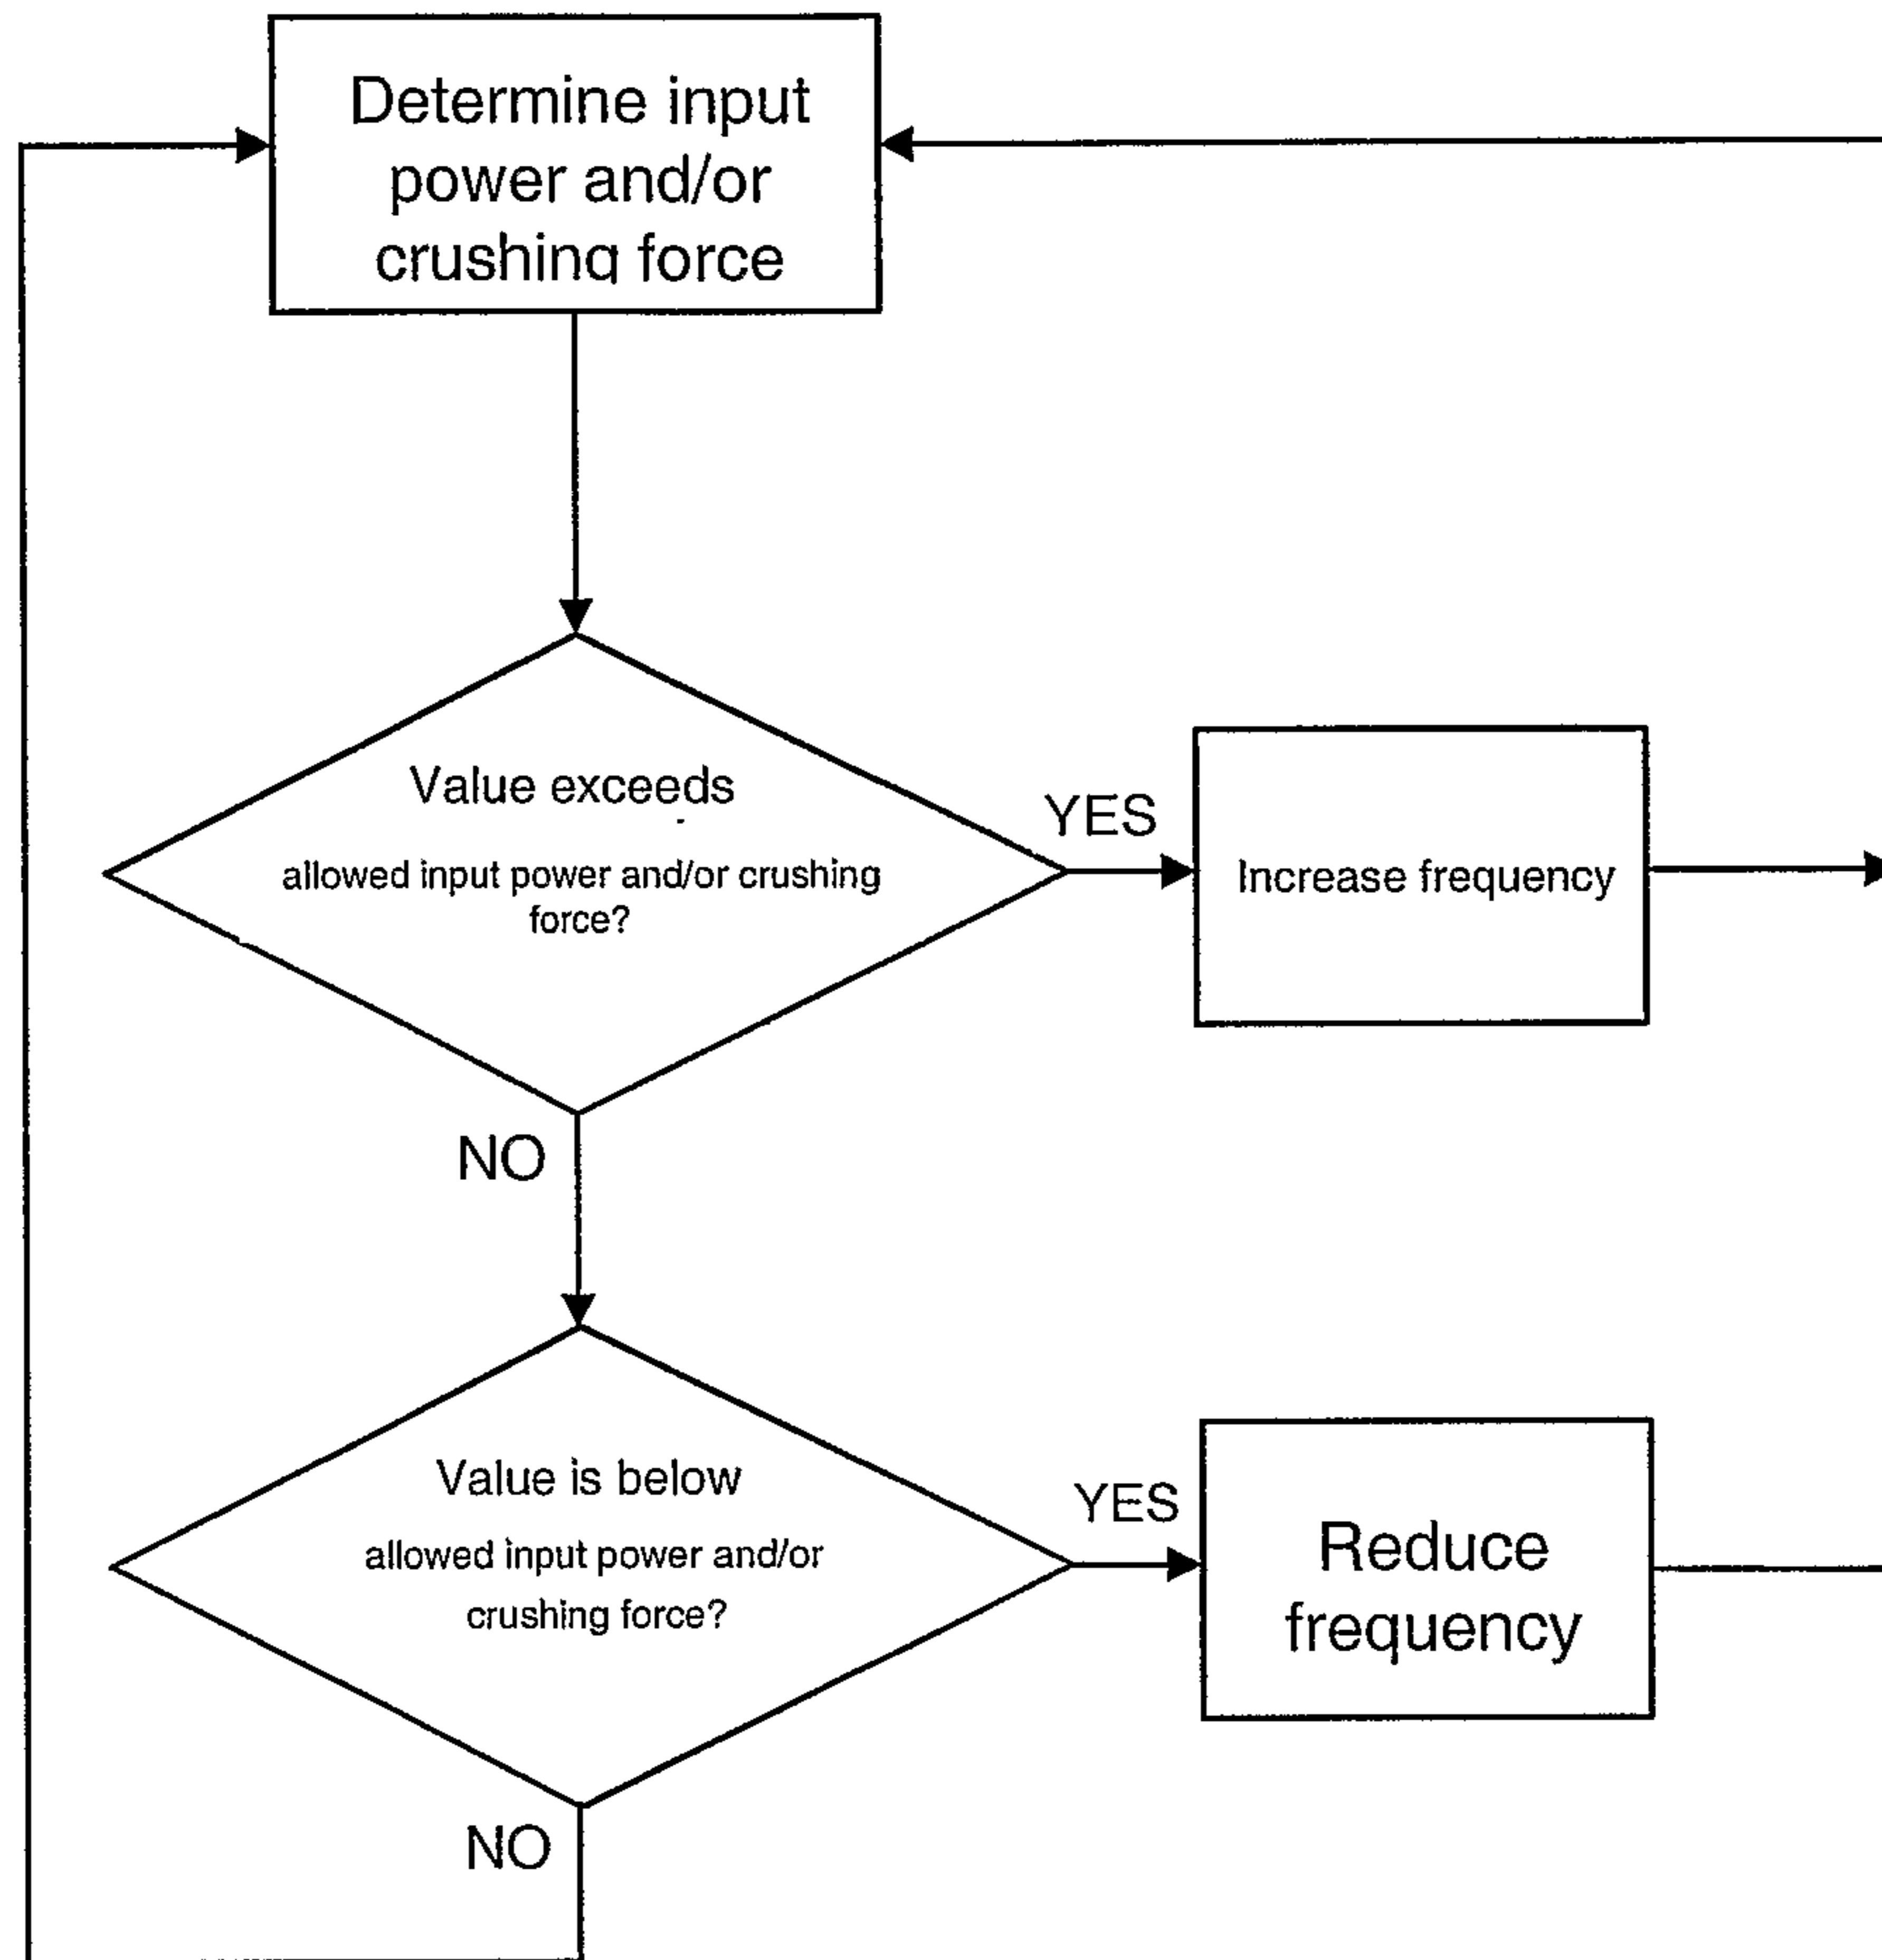 Determine input
power and/or
crushing force
Value exceeds
allowed input power and/or crushing
force?
YES
Increase frequency
NO
Value is below
allowed input power and/or
crushing force?
YES
Reduce
frequency
NO